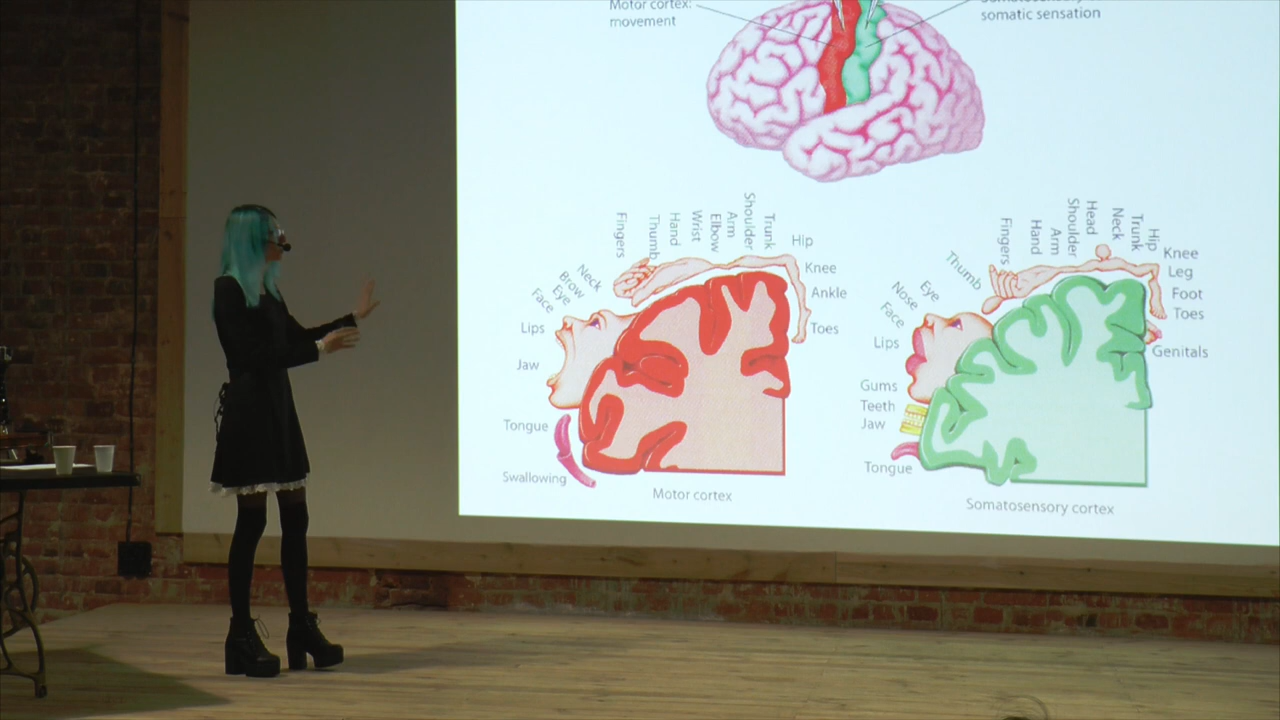 Motor cortex:
movement
somatic sensation
Fingers
Thumb
Hand
Wrist
Elbow
Arm
Shoulder
Trunk
Hip
Knee
Ankle
Toes
Neck
Brow
Eye
Face
Lips
Jaw
Tongue
Swallowing
Motor cortex
Fingers
Hand
Arm
Shoulder
Head
Neck
Trunk
Hip
Knee
Leg
Foot
Toes
Genitals
Thumb
Eye
Nose
Face
Lips
Gums
Teeth
Jaw
Tongue
Somatosensory cortex